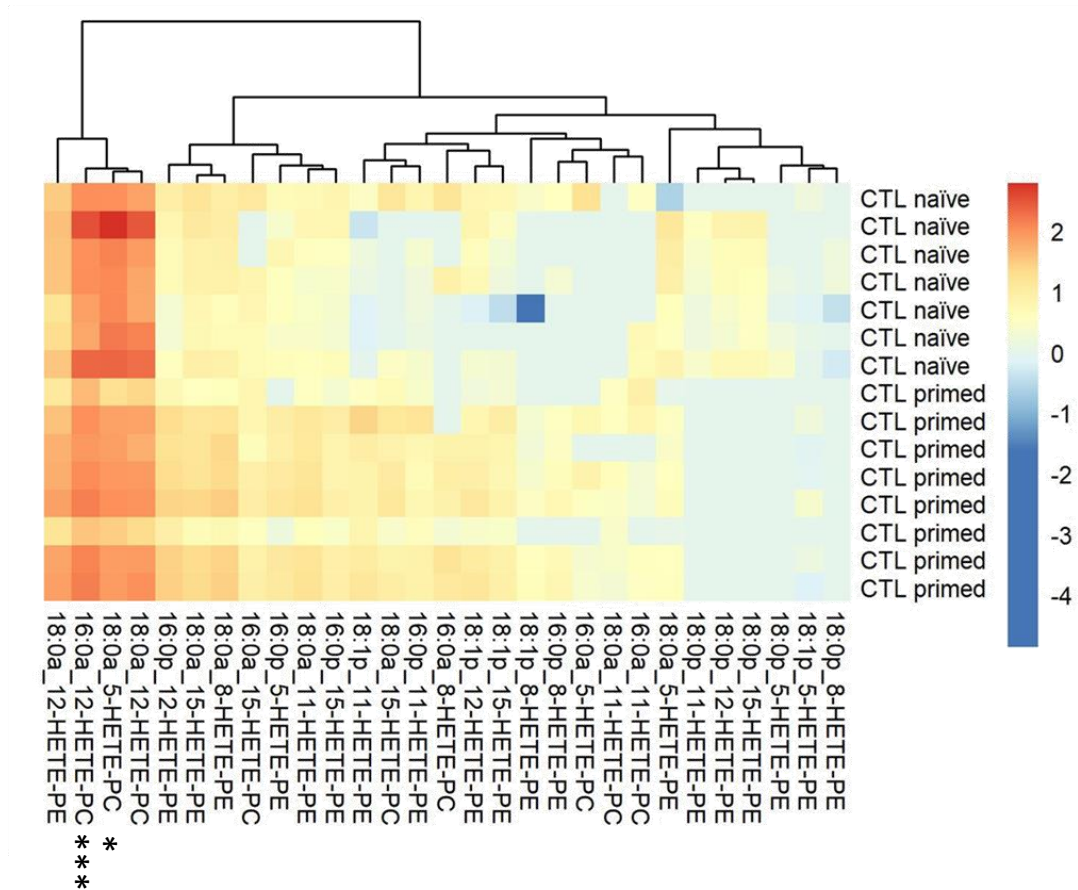 CTL naïve
CTL naïve
CTL naïve
CTL naïve
CTL naïve
CTL naïve
CTL naïve
CTL primed
CTL primed
CTL primed
CTL primed
CTL primed
CTL primed
CTL primed
CTL primed
2
1
0
-1
-2
-3
-4
18:0a_12-HETE-PE
16:0a_12-HETE-PC
18:0a_5-HETE-PC
18:0a_12-HETE-PC
16:0p_12-HETE-PE
18:0a_15-HETE-PE
18:0a_8-HETE-PE
18:0a_15-HETE-PC
16:0p_5-HETE-PE
18:0a_11-HETE-PE
16:0p_15-HETE-PE
18:1p_11-HETE-PE
16:0a_15-HETE-PC
16:0p_11-HETE-PE
16:0a_8-HETE-PC
18:1p_12-HETE-PE
18:1p_15-HETE-PE
18:1p_8-HETE-PE
16:0p_8-HETE-PE
16:0a_5-HETE-PC
18:0a_11-HETE-PC
16:0a_11-HETE-PC
18:0a_5-HETE-PE
18:0p_11-HETE-PE
18:0p_12-HETE-PE
18:0p_15-HETE-PE
18:0p_5-HETE-PE
18:1p_5-HETE-PE
18:0p_8-HETE-PE
***
*